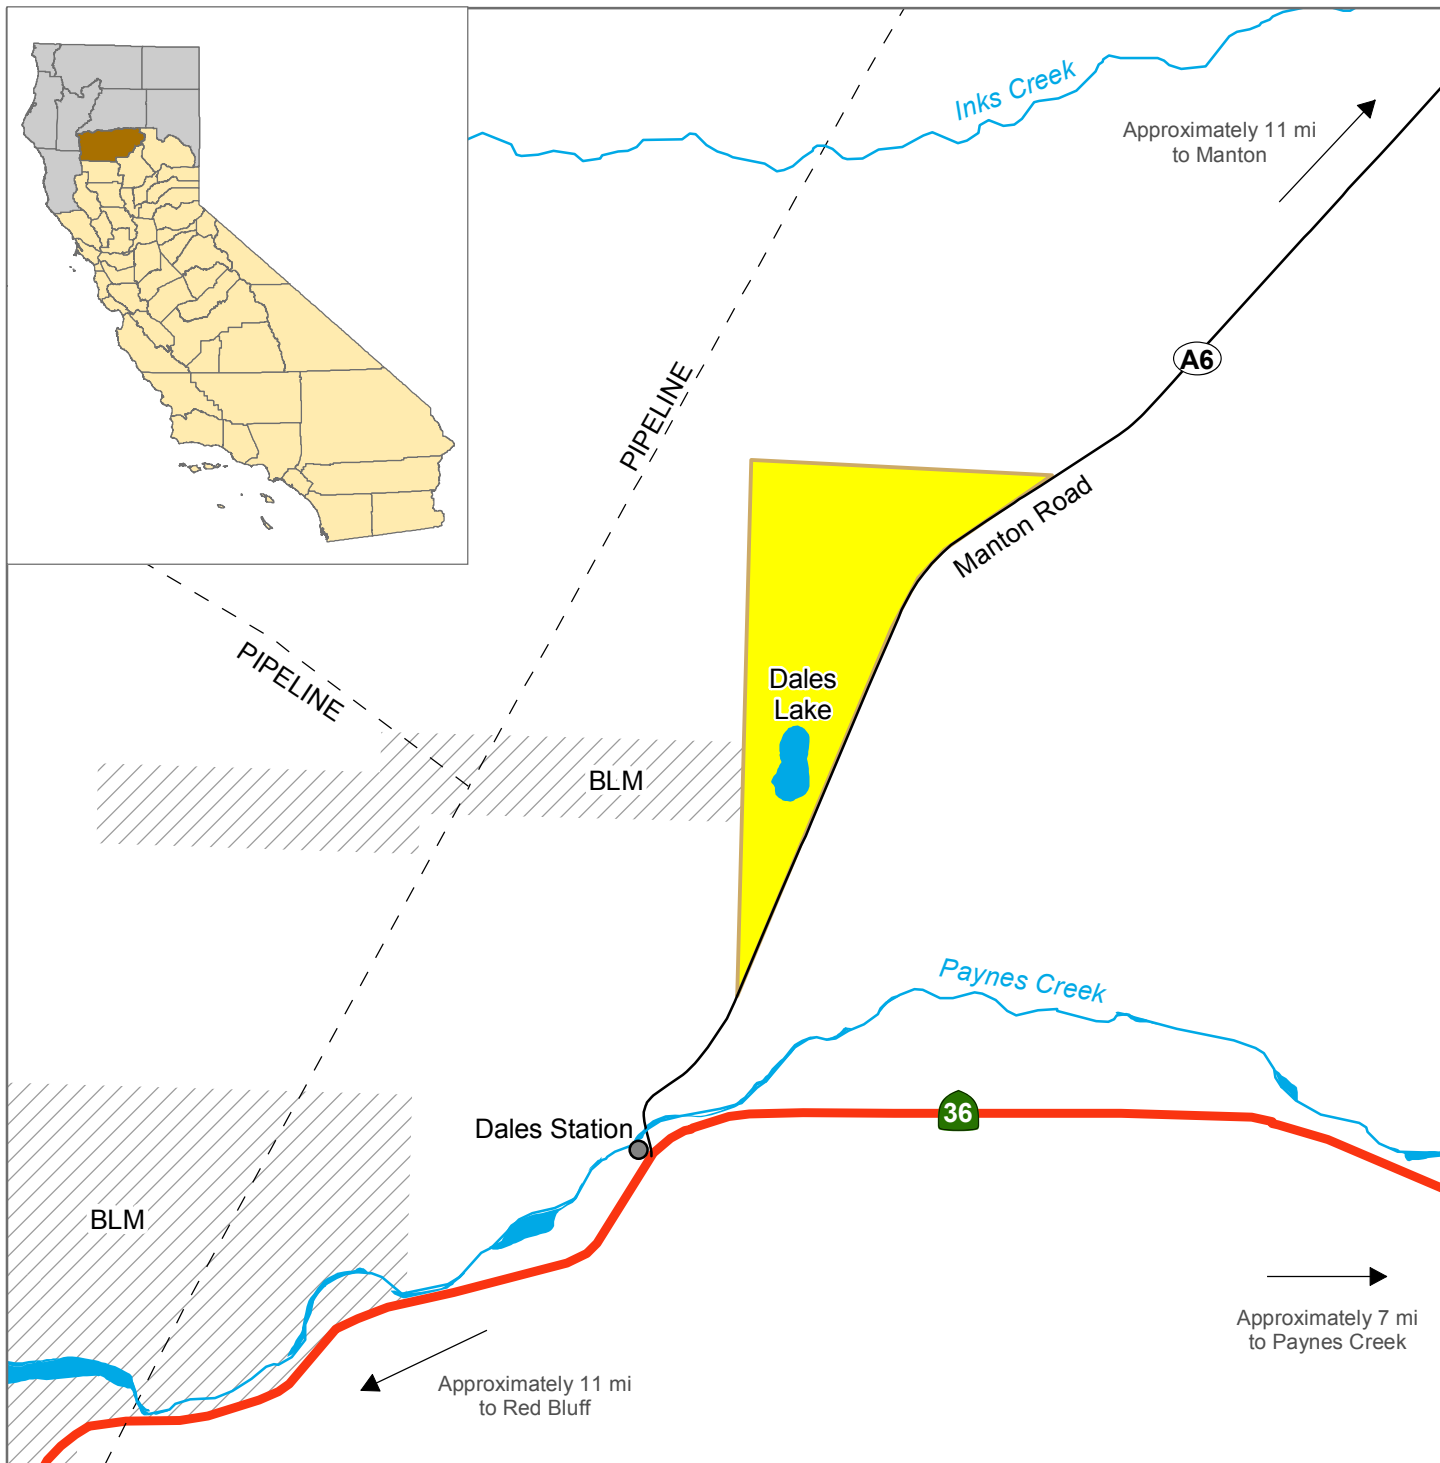 Inks Creek
Approximately 11 mi
to Manton
A6
PIPELINE
Manton Road
PIPELINE
Dales
Lake
BLM
Paynes Creek
36
Dales Station
BLM
Approximately 7 mi
to Paynes Creek
Approximately 11 mi
to Red Bluff